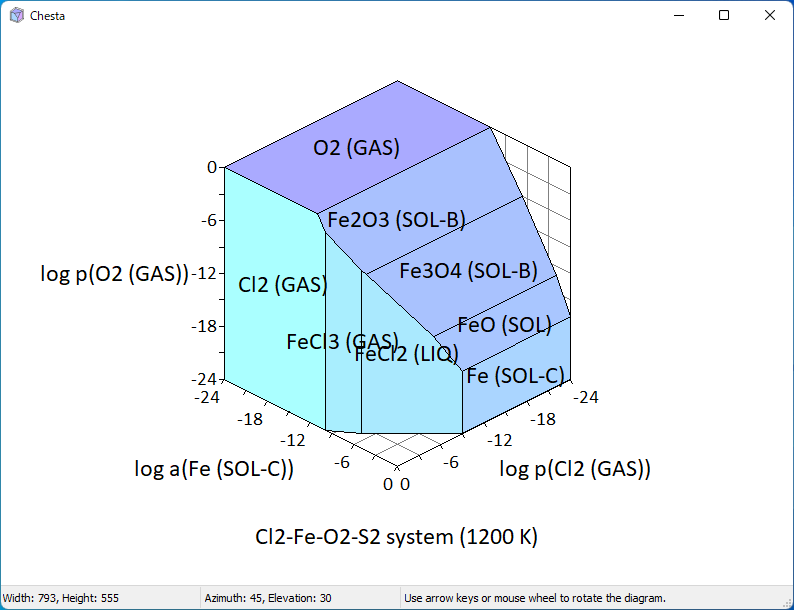 Chesta
O2 (GAS)
0
Fe2O3 (SOL-B)
-6
log p(O2 (GAS))
-12
Fe3O4 (SOL-B)
Cl2 (GAS)
-18
FeO (SOL)
FeCl3 (GAS)
FeCl2 (LIQ)
-24
Fe (SOL-C)
-24
-24
-18
-18
-12
-12
-6
-6
log a(Fe (SOL-C))
log p(Cl2 (GAS))
0 0
Cl2-Fe-O2-S2 system (1200 K)
Width: 793, Height: 555
Azimuth: 45, Elevation: 30
Use arrow keys or mouse wheel to rotate the diagram.